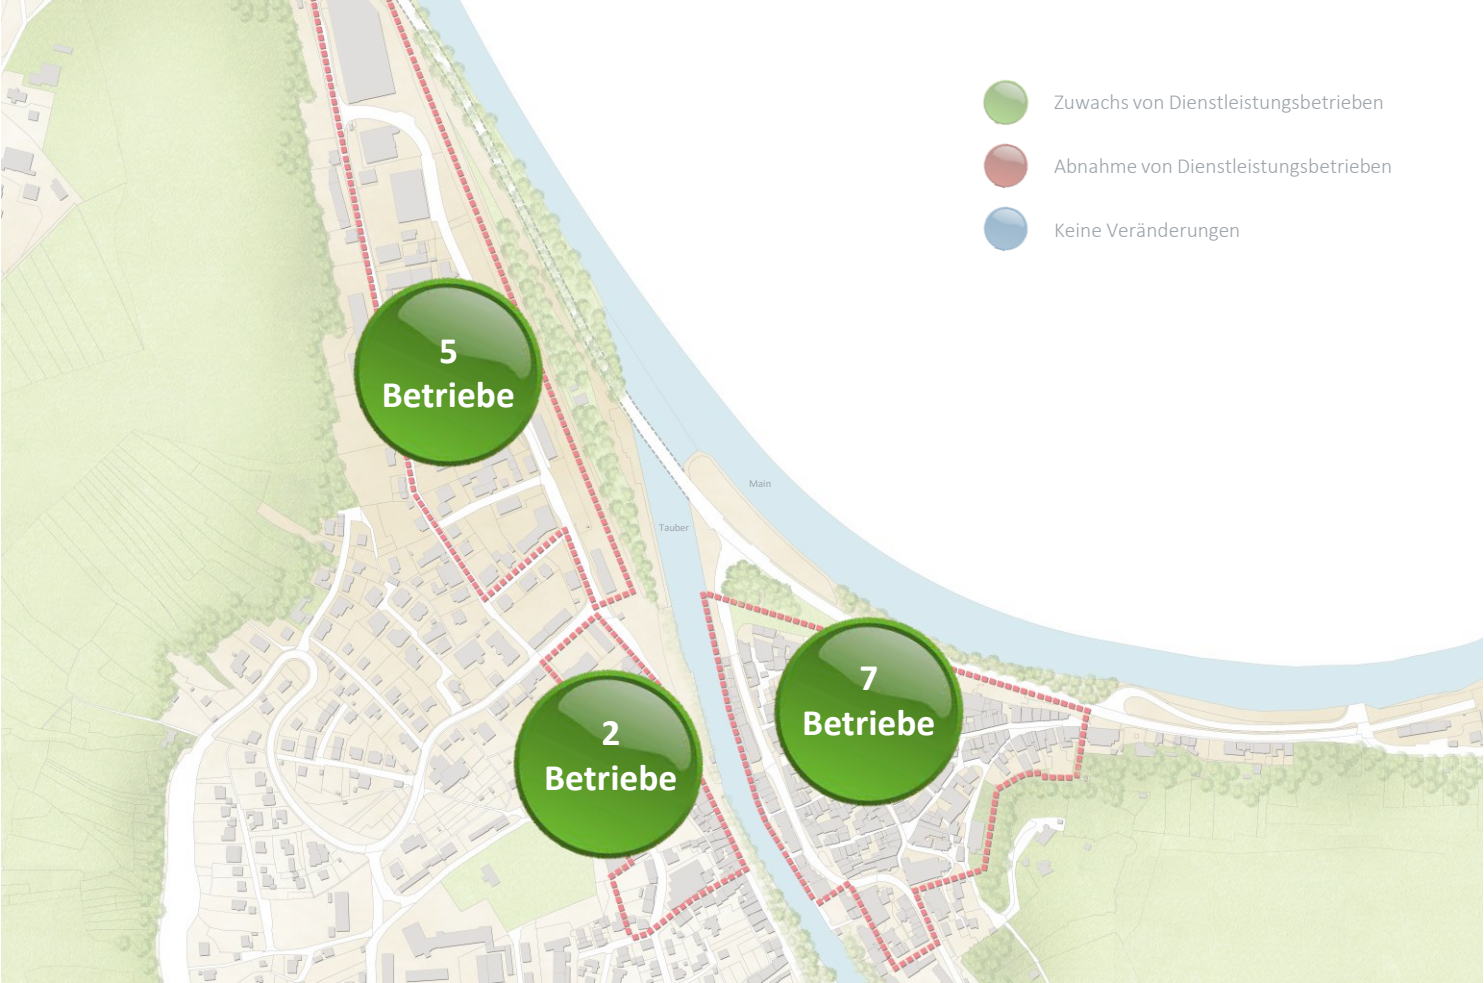 Zuwachs von Dienstleistungsbetrieben
Abnahme von Dienstleistungsbetrieben
Keine Veränderungen
5
Betriebe
Main
Tauber
7
Betriebe
2
Betriebe